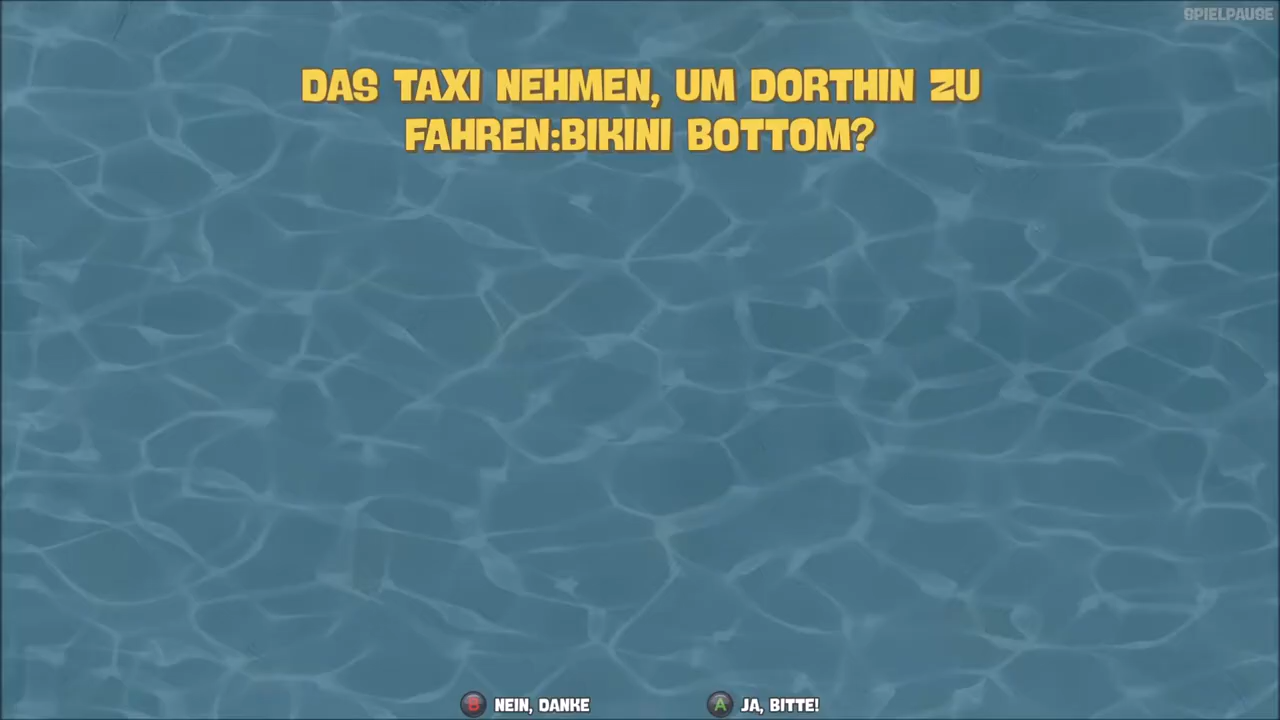 SPIELPAUSE
DAS TAXI NEHMEN, UM DORTHIN ZU
FAHREN:BIKINI BOTTOM?
B NEIN, DANKE
A JA, BITTE!